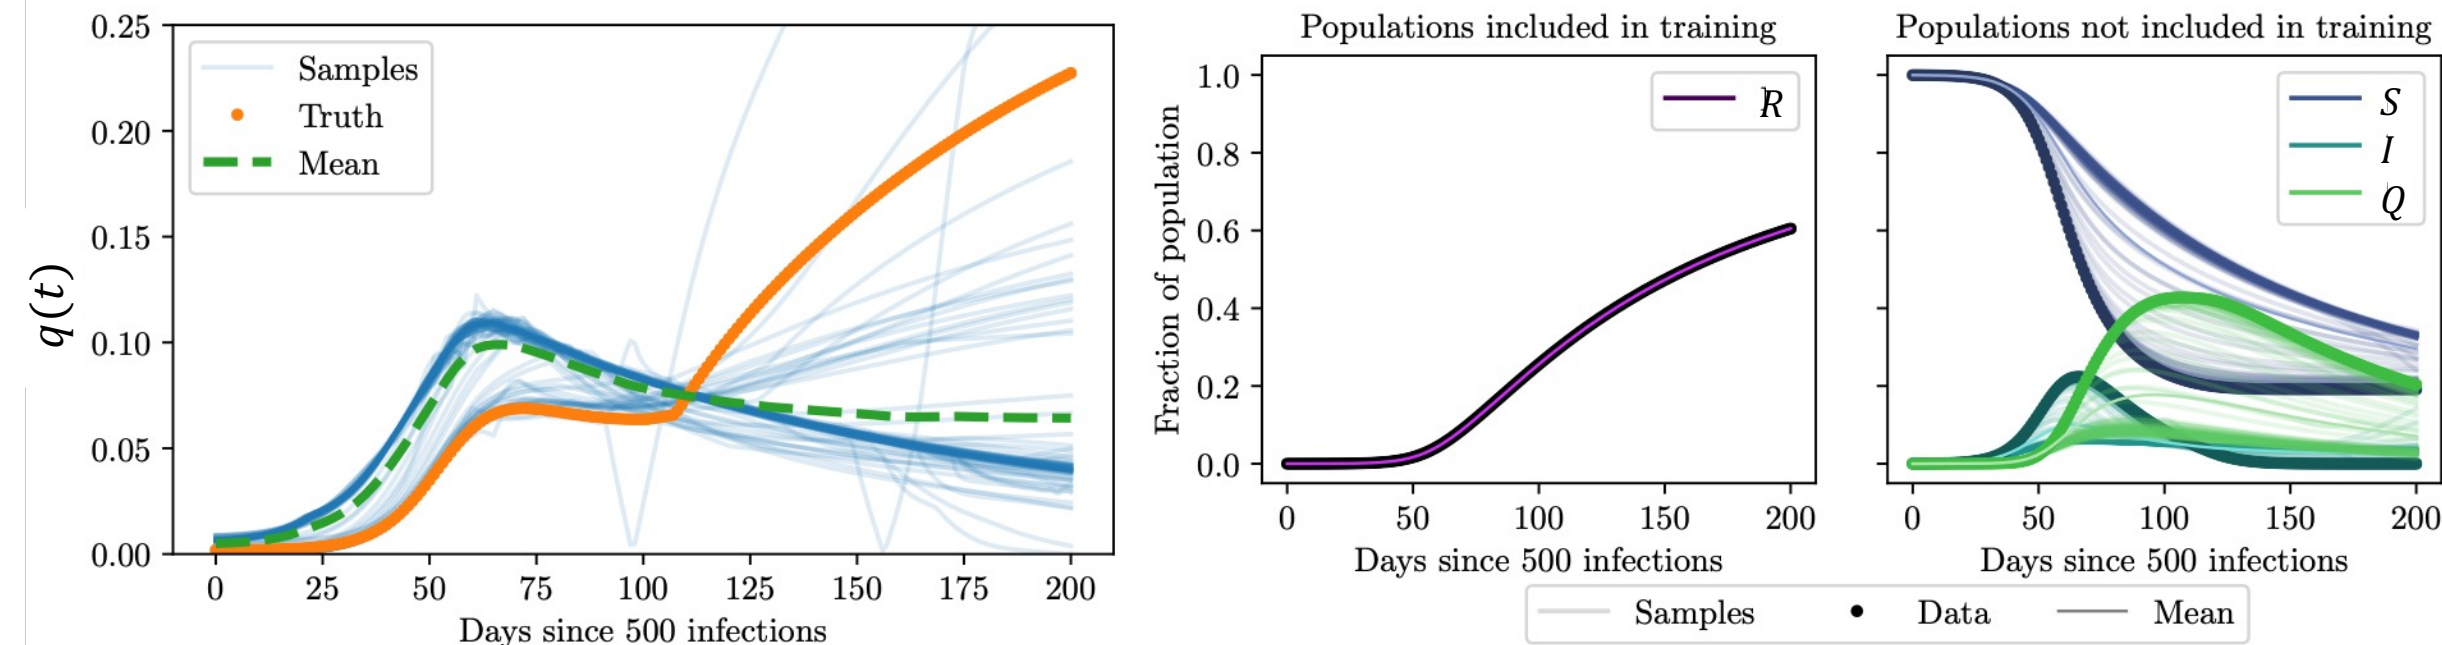 q(t)
0.25
0.20
0.15
0.10
0.05
0.00
Samples
Truth
Mean
0 25 50 75 100 125 150 175 200
Days since 500 infections
Populations included in training
Fraction of population
1.0
0.8
0.6
0.4
0.2
0.0
R
0 50 100 150 200
Days since 500 infections
Populations not included in training
S
I
Q
0 50 100 150 200
Days since 500 infections
Samples Data Mean